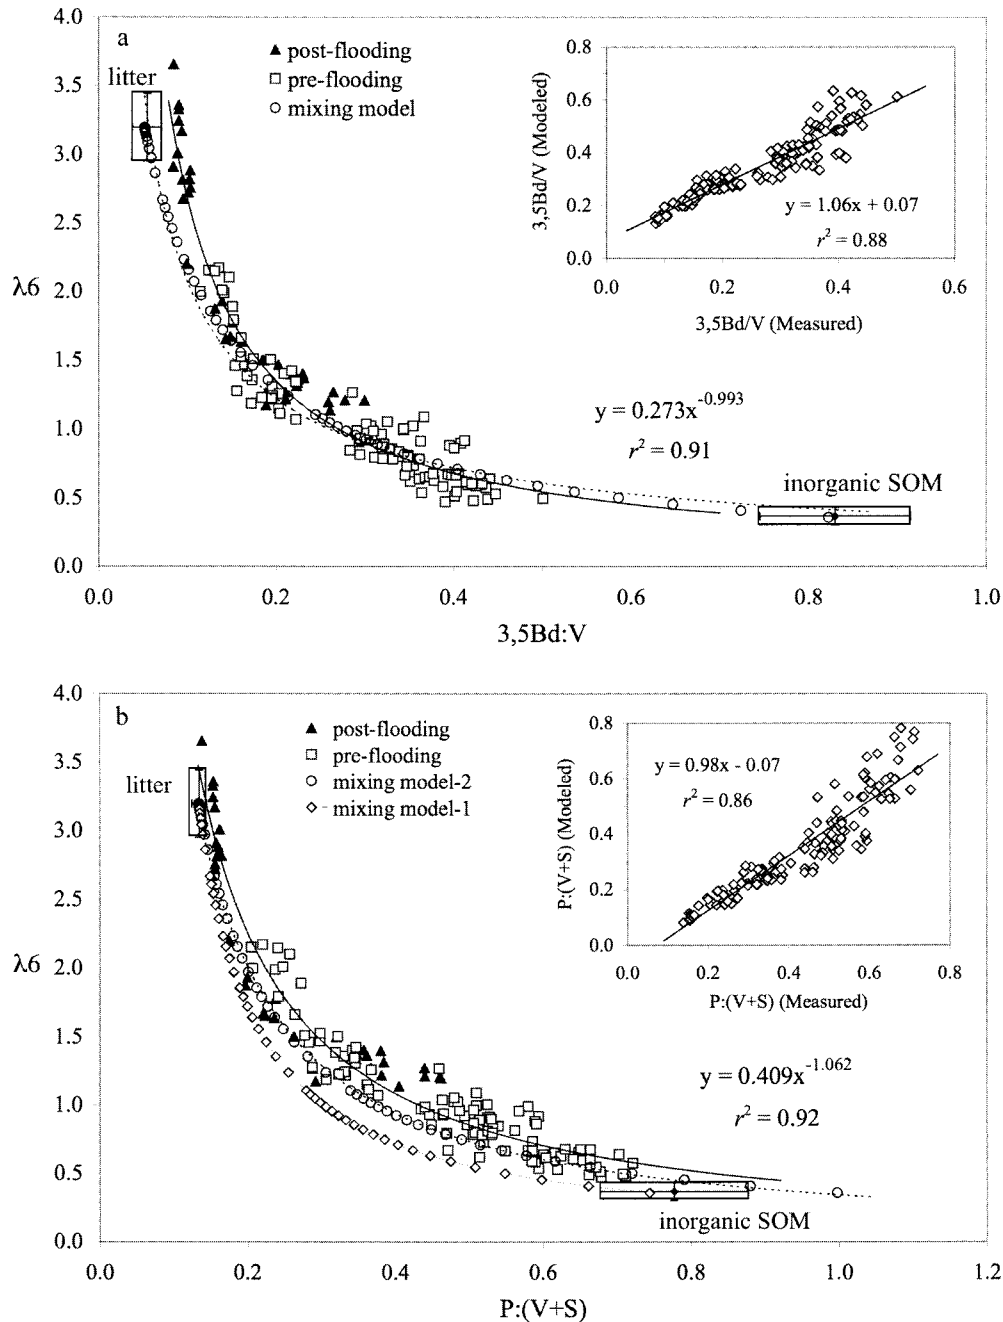 a
post-flooding
pre-flooding
mixing model
litter
4.0
3.5
3.0
2.5
2.0
1.5
1.0
0.5
0.0
λ6
0.0 0.2 0.4 0.6 0.8 1.0
3,5Bd:V
y = 0.273x^-0.993
r² = 0.91
inorganic SOM
0.8
0.6
0.4
0.2
0.0
3,5Bd/V (Modeled)
y = 1.06x + 0.07
r² = 0.88
0.0 0.2 0.4 0.6
3,5Bd/V (Measured)
b
post-flooding
pre-flooding
mixing model-2
mixing model-1
litter
4.0
3.5
3.0
2.5
2.0
1.5
1.0
0.5
0.0
λ6
0.0 0.2 0.4 0.6 0.8 1.0 1.2
P:(V+S)
y = 0.409x^-1.062
r² = 0.92
inorganic SOM
0.8
0.6
0.4
0.2
0.0
P:(V+S) (Modeled)
y = 0.98x - 0.07
r² = 0.86
0.0 0.2 0.4 0.6 0.8
P:(V+S) (Measured)